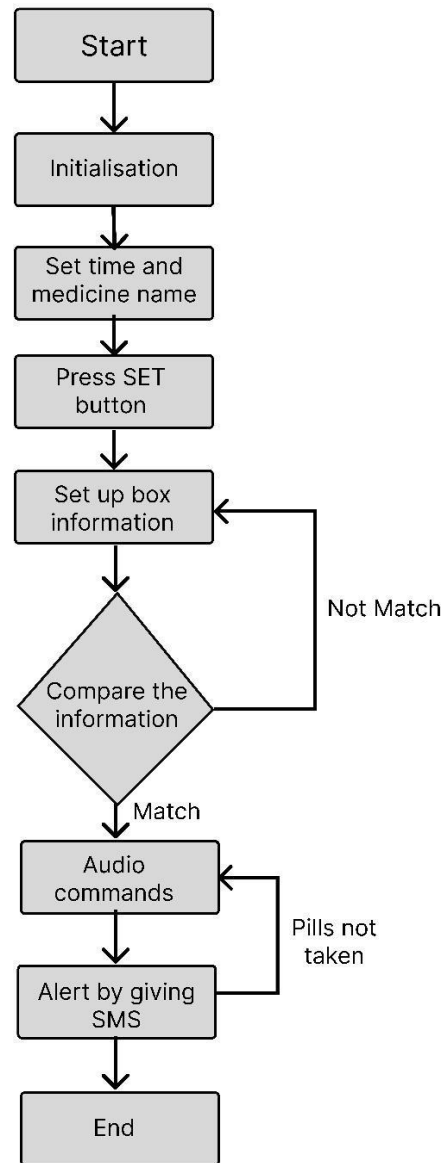 Start
Initialisation
Set time and
medicine name
Press SET
button
Set up box
information
Not Match
Compare the
information
Match
Audio
commands
Pills not
taken
Alert by giving
SMS
End